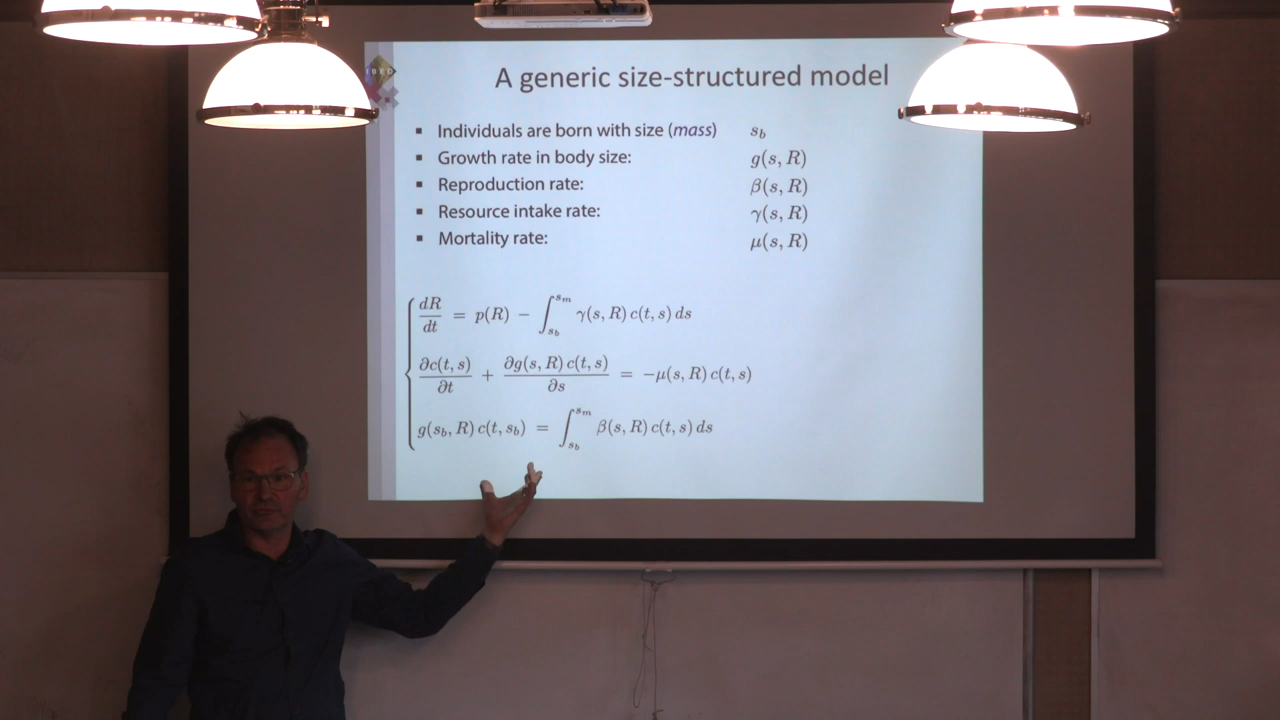 IBED
A generic size-structured model
▪ Individuals are born with size (mass) s_b
▪ Growth rate in body size: g(s, R)
▪ Reproduction rate: β(s, R)
▪ Resource intake rate: γ(s, R)
▪ Mortality rate: μ(s, R)
dR/dt = p(R) − ∫_{s_b}^{s_m} γ(s, R) c(t, s) ds
∂c(t, s)/∂t + ∂g(s, R) c(t, s)/∂s = −μ(s, R) c(t, s)
g(s_b, R) c(t, s_b) = ∫_{s_b}^{s_m} β(s, R) c(t, s) ds